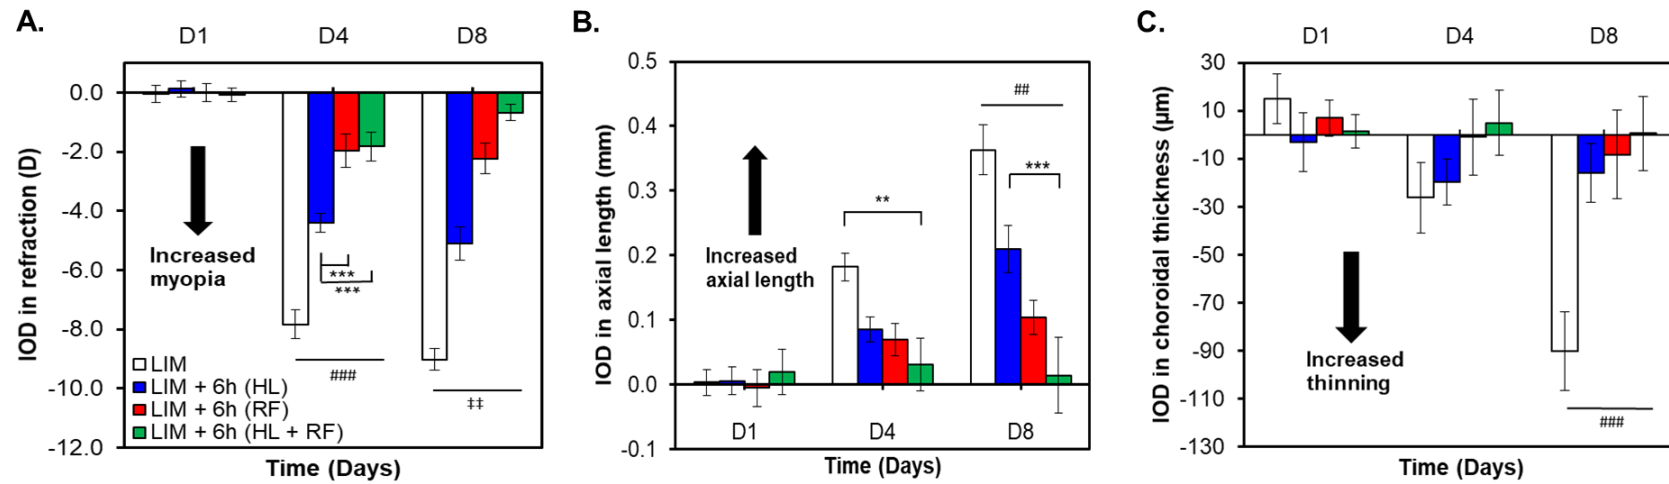 A.
D1 D4 D8
0.0
-2.0
-4.0
-6.0
-8.0
-10.0
-12.0
IOD in refraction (D)
Increased
myopia
***
***
###
‡‡
LIM
LIM + 6h (HL)
LIM + 6h (RF)
LIM + 6h (HL + RF)
Time (Days)
B.
0.5
0.4
0.3
0.2
0.1
0.0
-0.1
IOD in axial length (mm)
Increased
axial length
**
##
***
D1 D4 D8
Time (Days)
C.
D1 D4 D8
30
10
-10
-30
-50
-70
-90
-110
-130
IOD in choroidal thickness (µm)
Increased
thinning
###
Time (Days)